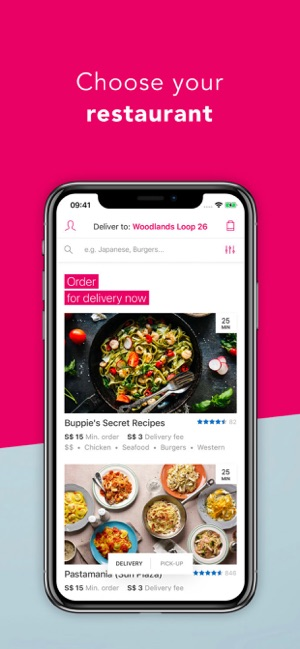 Choose your
restaurant
09:41
Deliver to: Woodlands Loop 26
e.g. Japanese, Burgers...
Order
for delivery now
25
MIN
Buppie's Secret Recipes 92
S$ 15 Min. order S$ 3 Delivery fee
$$ • Chicken • Seafood • Burgers • Western
25
MIN
DELIVERY PICK-UP
Pastamania (Sun Plaza) 548
S$ 15 Min. order S$ 3 Delivery fee